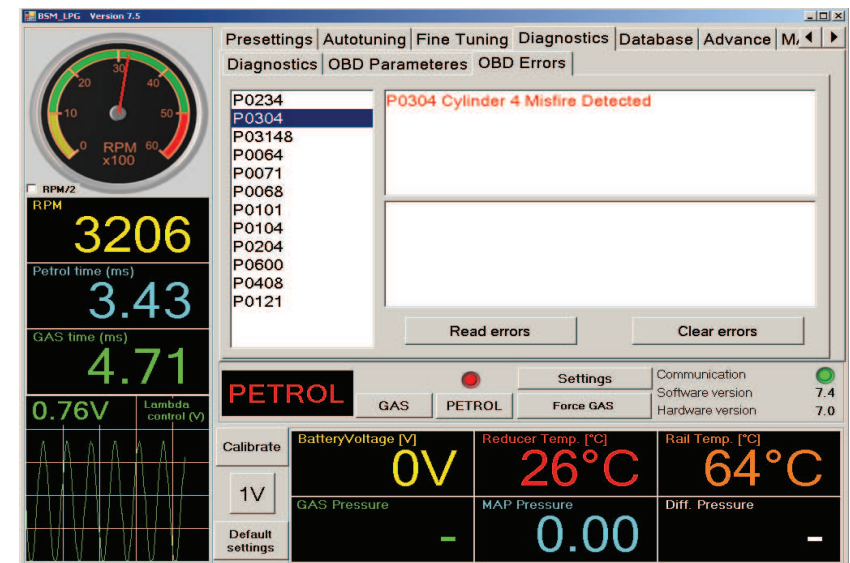 BSM_LPG Version 7.5
Presettings Autotuning Fine Tuning Diagnostics Database Advance M
Diagnostics OBD Parameteres OBD Errors
0 10 20 30 40 50 60
RPM
x100
RPM/2
RPM
3206
Petrol time (ms)
3.43
GAS time (ms)
4.71
0.76V Lambda
control (V)
P0234
P0304
P03148
P0064
P0071
P0068
P0101
P0104
P0204
P0600
P0408
P0121
P0304 Cylinder 4 Misfire Detected
Read errors Clear errors
PETROL
GAS PETROL
Settings
Force GAS
Communication
Software version 7.4
Hardware version 7.0
Calibrate
1V
Default
settings
BatteryVoltage [V]
0V
Reducer Temp. [°C]
26°C
Rail Temp. [°C]
64°C
GAS Pressure
-
MAP Pressure
0.00
Diff. Pressure
-